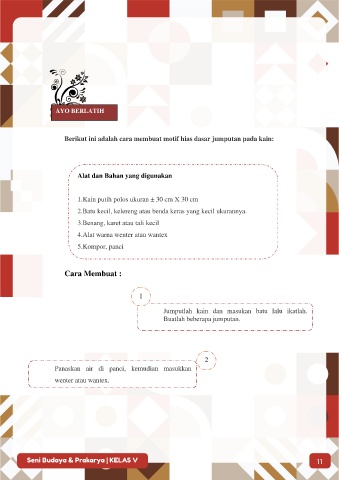 AYO BERLATIH
Berikut ini adalah cara membuat motif hias dasar jumputan pada kain:
Alat dan Bahan yang digunakan
1.Kain putih polos ukuran ± 30 cm X 30 cm
2.Batu kecil, kelereng atau benda keras yang kecil ukurannya
3.Benang, karet atau tali kecil
4.Alat warna wenter atau wantex
5.Kompor, panci
Cara Membuat :
1
Jumputlah kain dan masukan batu lalu ikatlah.
Buatlah beberapa jumputan.
2
Panaskan air di panci, kemudian masukkan
wenter atau wantex.
Seni Budaya & Prakarya | KELAS V
11